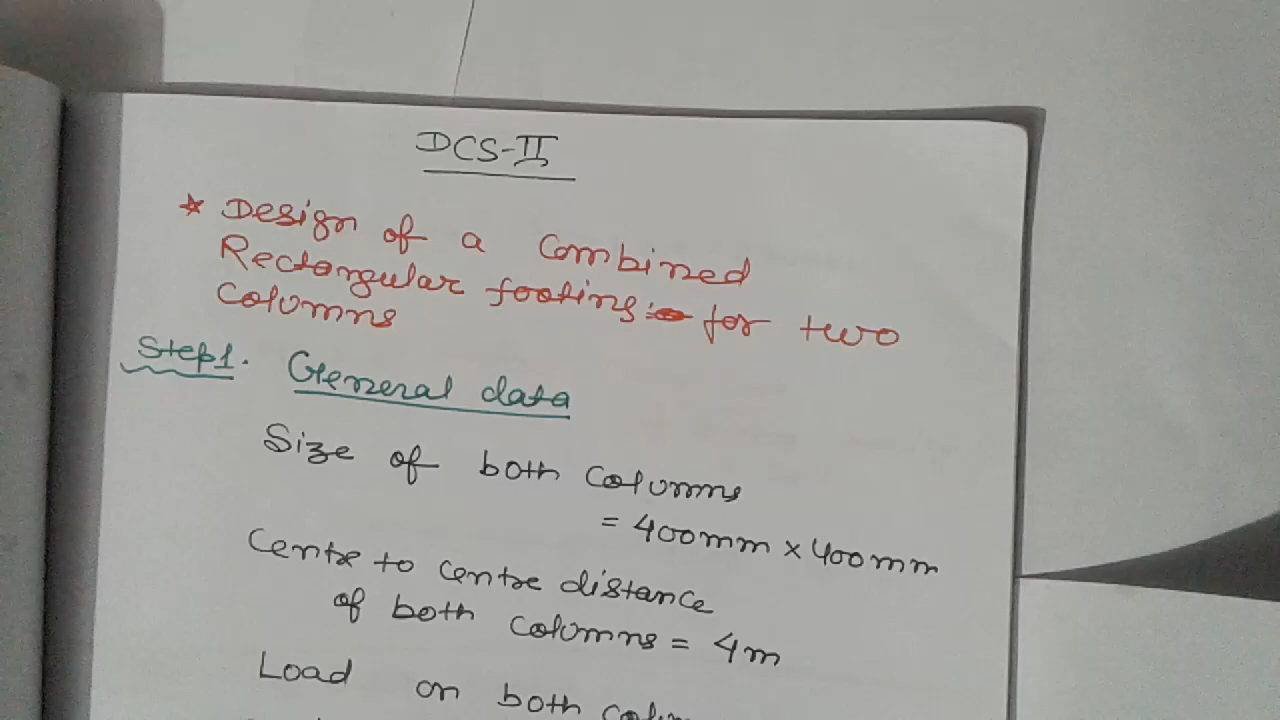 DCS-II
* Design of a Combined
Rectangular footing for two
Columns
Step1. General data
Size of both Columns
= 400mm × 400mm
Centre to centre distance
of both columns = 4m
Load on both